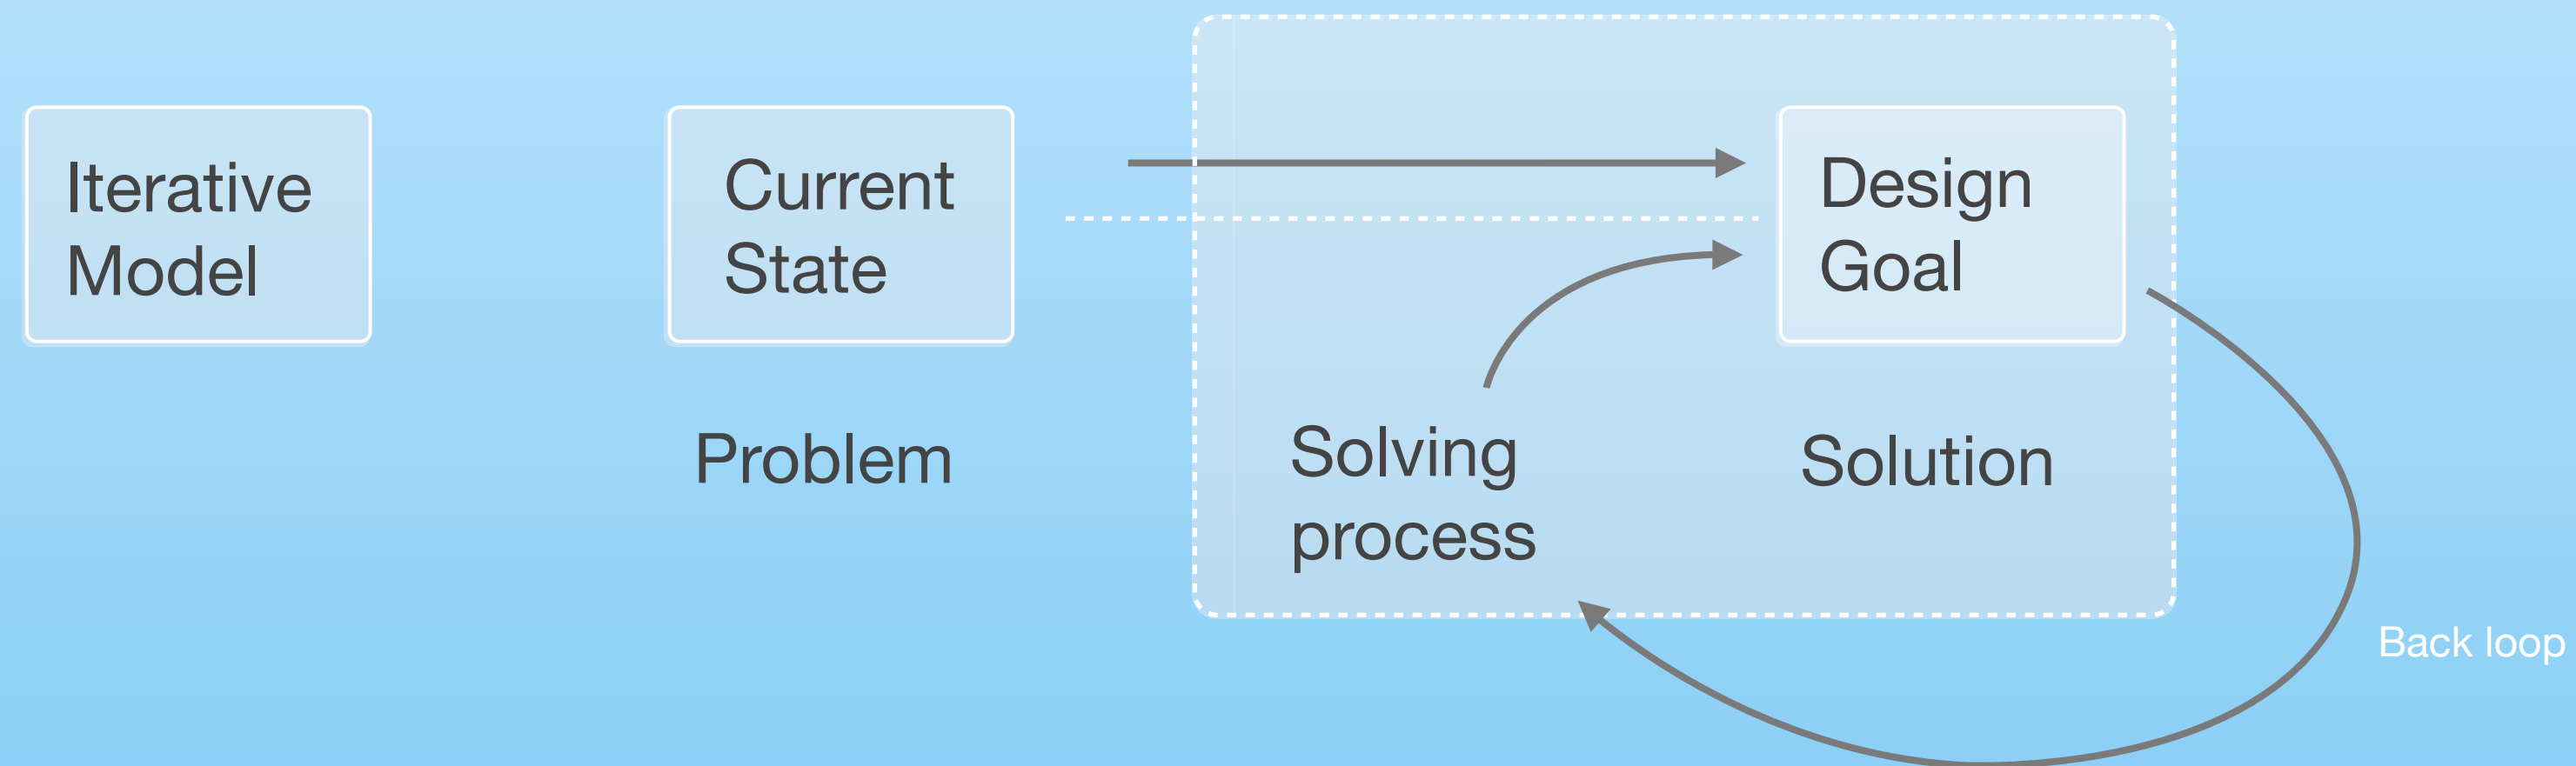 Iterative
Model
Current
State
Design
Goal
Problem
Solving
process
Solution
Back loop